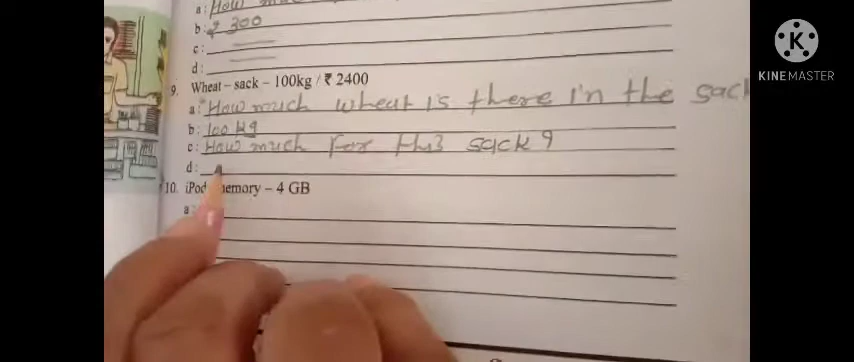 a: How
b: ₹ 300
c:
d:
9. Wheat – sack – 100kg / ₹ 2400
a: How much wheat is there in the sack
b: 100 kg
c: How much for this sack ?
d:
10. iPod memory – 4 GB
a:
KINEMASTER